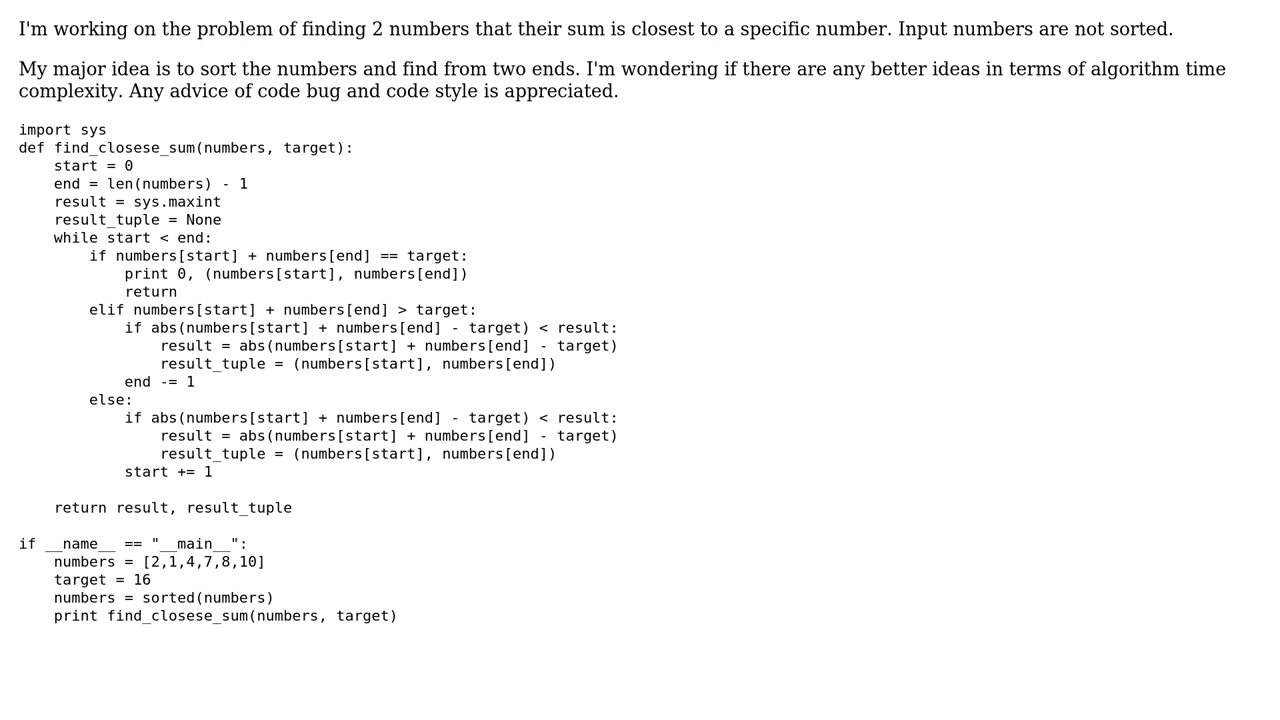 I'm working on the problem of finding 2 numbers that their sum is closest to a specific number. Input numbers are not sorted.
My major idea is to sort the numbers and find from two ends. I'm wondering if there are any better ideas in terms of algorithm time
complexity. Any advice of code bug and code style is appreciated.
import sys
def find_closese_sum(numbers, target):
    start = 0
    end = len(numbers) - 1
    result = sys.maxint
    result_tuple = None
    while start < end:
        if numbers[start] + numbers[end] == target:
            print 0, (numbers[start], numbers[end])
            return
        elif numbers[start] + numbers[end] > target:
            if abs(numbers[start] + numbers[end] - target) < result:
                result = abs(numbers[start] + numbers[end] - target)
                result_tuple = (numbers[start], numbers[end])
            end -= 1
        else:
            if abs(numbers[start] + numbers[end] - target) < result:
                result = abs(numbers[start] + numbers[end] - target)
                result_tuple = (numbers[start], numbers[end])
            start += 1
    return result, result_tuple
if __name__ == "__main__":
    numbers = [2,1,4,7,8,10]
    target = 16
    numbers = sorted(numbers)
    print find_closese_sum(numbers, target)